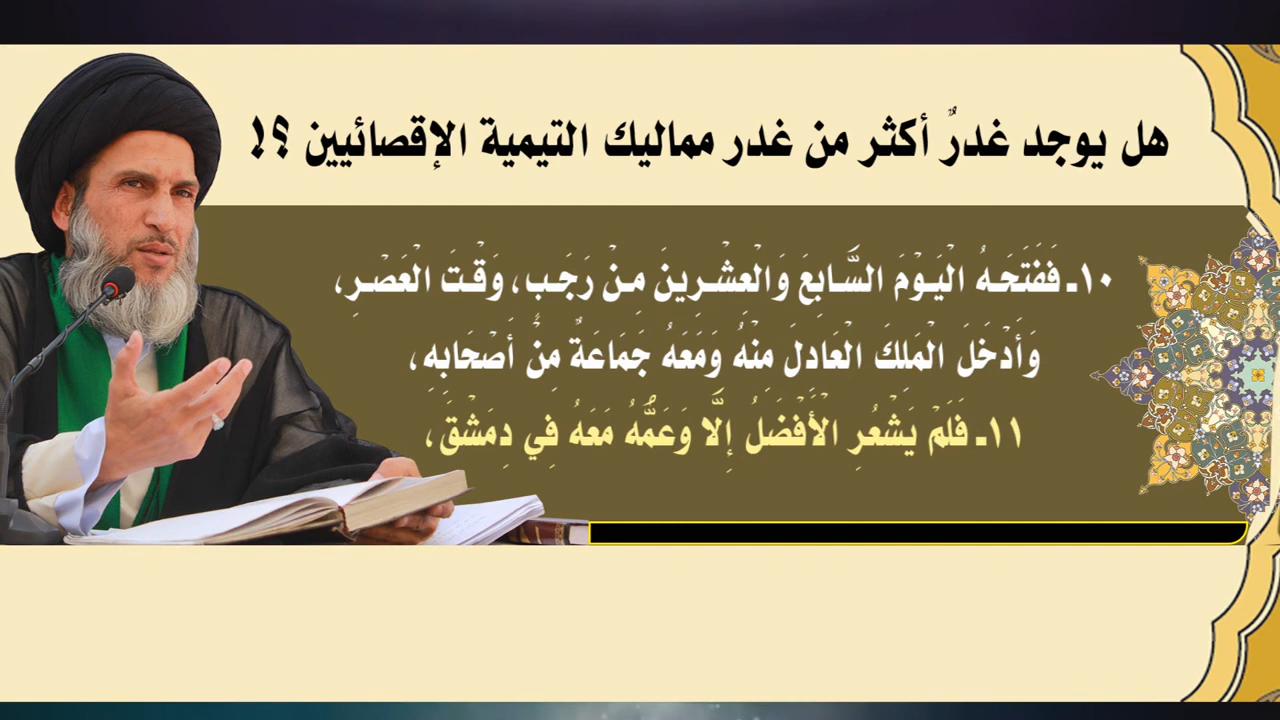 هل يوجد غدرٌ أكثر من غدر مماليك التيمية الإقصائيين ؟!
١٠ـ فَفَتَحَهُ الْيَوْمَ السَّابِعَ وَالْعِشْرِينَ مِنْ رَجَبٍ، وَقْتَ الْعَصْرِ،
وَأَدْخَلَ الْمَلِكَ الْعَادِلَ مِنْهُ وَمَعَهُ جَمَاعَةٌ مِنْ أَصْحَابِهِ،
١١ـ فَلَمْ يَشْعُرِ الْأَفْضَلُ إِلَّا وَعَمُّهُ مَعَهُ فِي دِمَشْقَ،